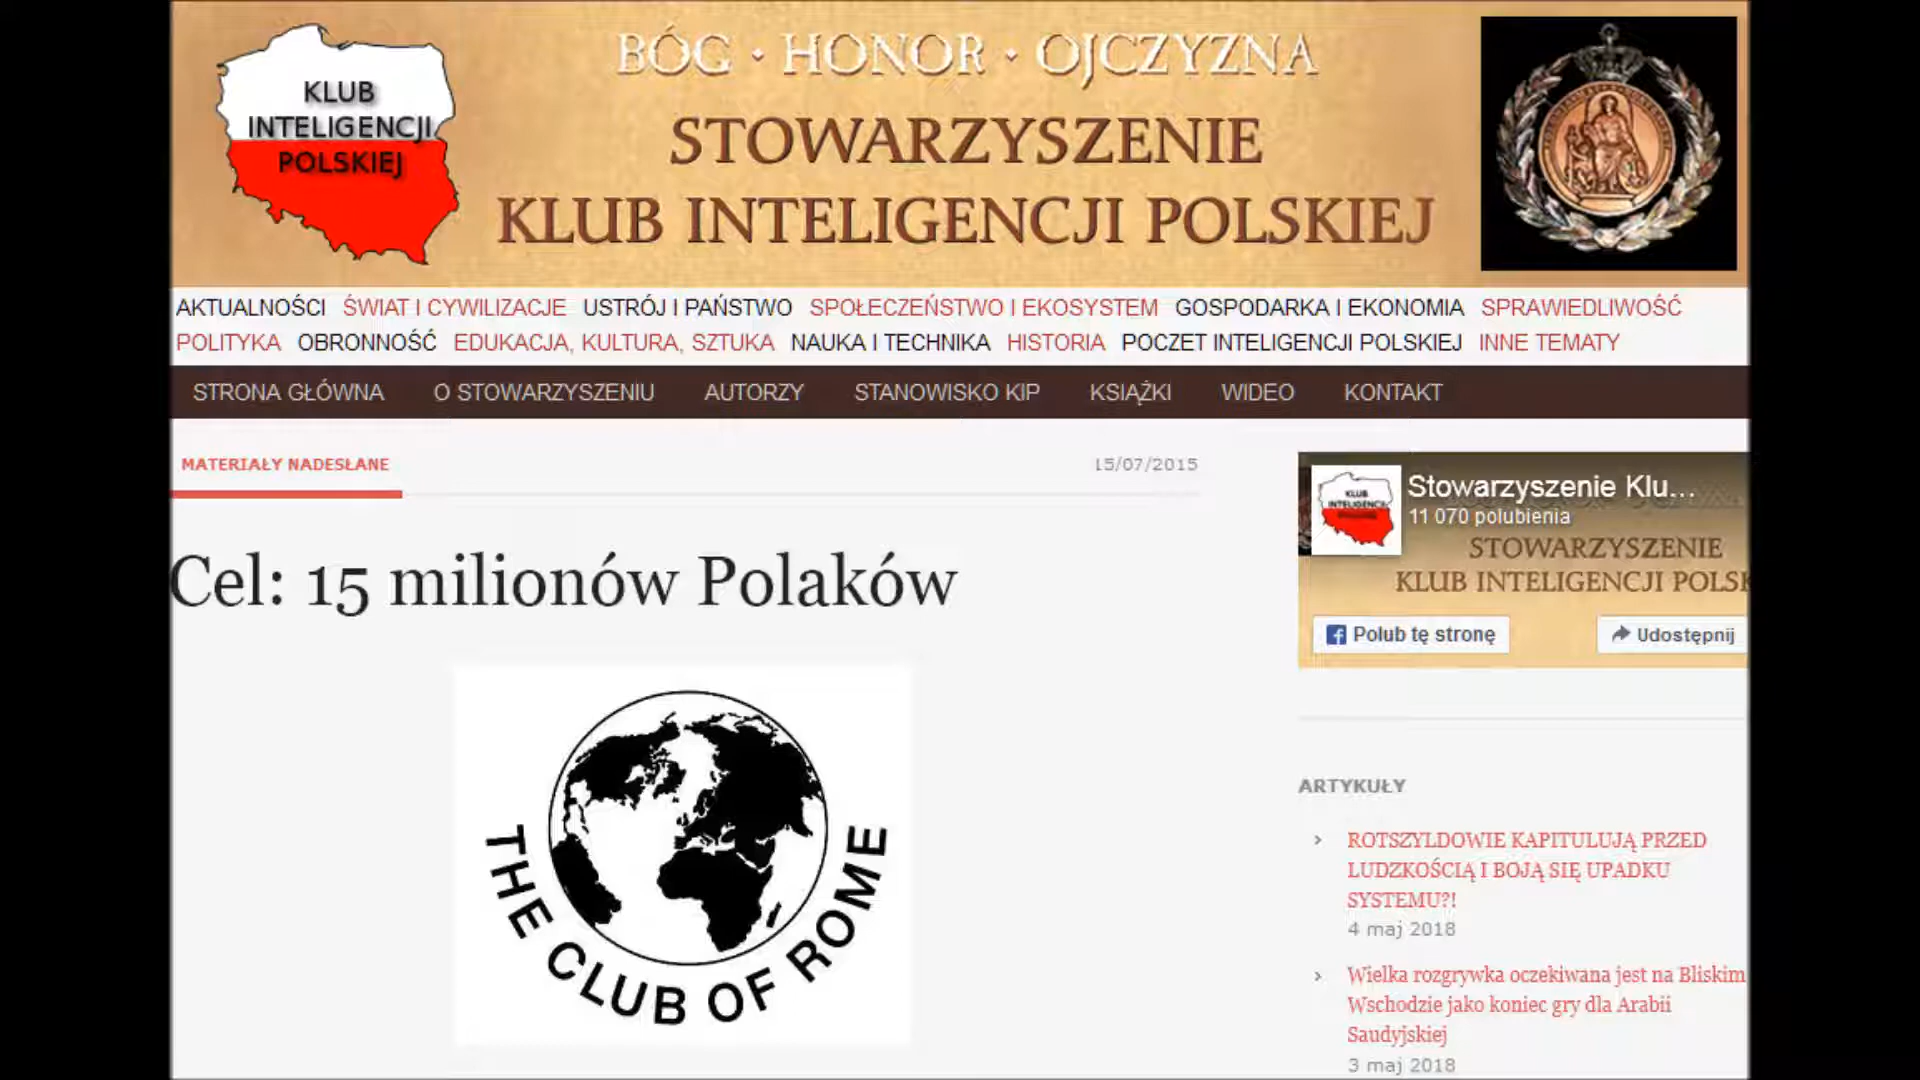 BÓG · HONOR · OJCZYZNA
STOWARZYSZENIE
KLUB INTELIGENCJI POLSKIEJ
KLUB
INTELIGENCJI
POLSKIEJ
AKTUALNOŚCI ŚWIAT I CYWILIZACJE USTRÓJ I PAŃSTWO SPOŁECZEŃSTWO I EKOSYSTEM GOSPODARKA I EKONOMIA SPRAWIEDLIWOŚĆ
POLITYKA OBRONNOŚĆ EDUKACJA, KULTURA, SZTUKA NAUKA I TECHNIKA HISTORIA POCZET INTELIGENCJI POLSKIEJ INNE TEMATY
STRONA GŁÓWNA O STOWARZYSZENIU AUTORZY STANOWISKO KIP KSIĄŻKI WIDEO KONTAKT
MATERIAŁY NADESŁANE 15/07/2015
Cel: 15 milionów Polaków
THE CLUB OF ROME
Stowarzyszenie Klu...
11 070 polubienia
KLUB
INTELIGENCJI
POLSKIEJ
STOWARZYSZENIE
KLUB INTELIGENCJI POLSK
Polub tę stronę Udostępnij
ARTYKUŁY
ROTSZYLDOWIE KAPITULUJĄ PRZED
LUDZKOŚCIĄ I BOJĄ SIĘ UPADKU
SYSTEMU?!
4 maj 2018
Wielka rozgrywka oczekiwana jest na Bliskim
Wschodzie jako koniec gry dla Arabii
Saudyjskiej
3 maj 2018